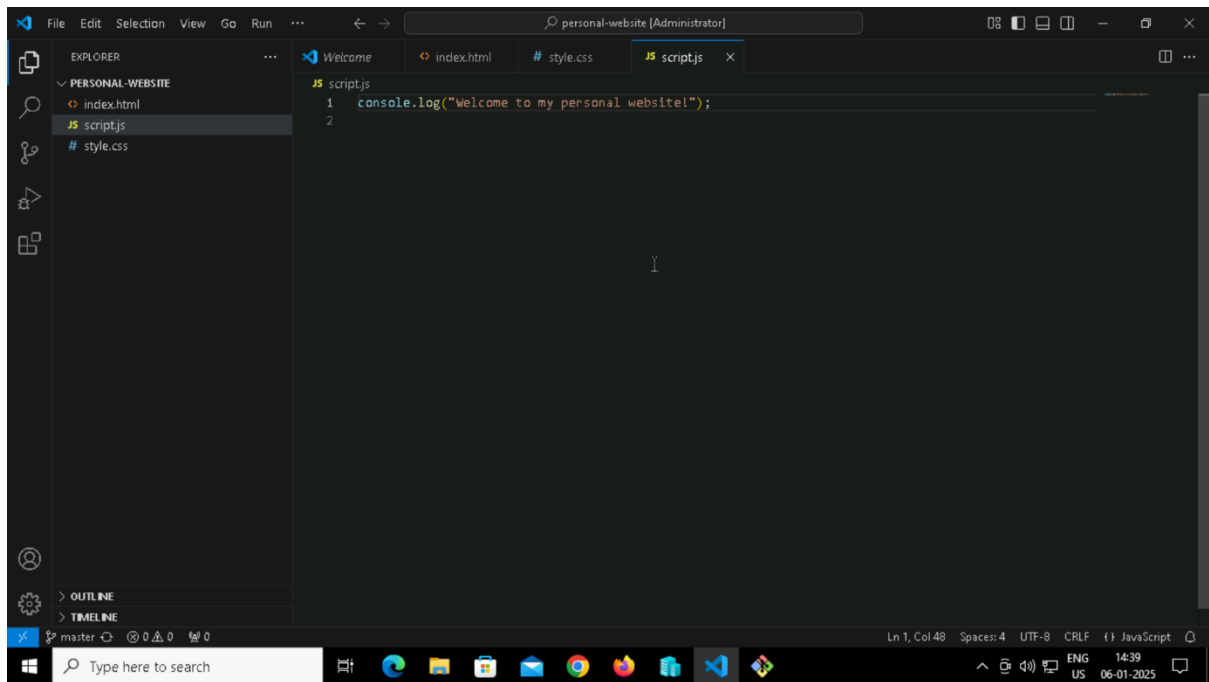 File Edit Selection View Go Run ··· personal-website [Administrator]
EXPLORER ···
Welcome index.html # style.css JS script.js
PERSONAL-WEBSITE
index.html
JS script.js
# style.css
JS script.js
1 console.log("Welcome to my personal website!");
2
OUTLINE
TIMELINE
master 0 0 0 Ln 1, Col 48 Spaces: 4 UTF-8 CRLF {} JavaScript
Type here to search ENG US 14:39 06-01-2025